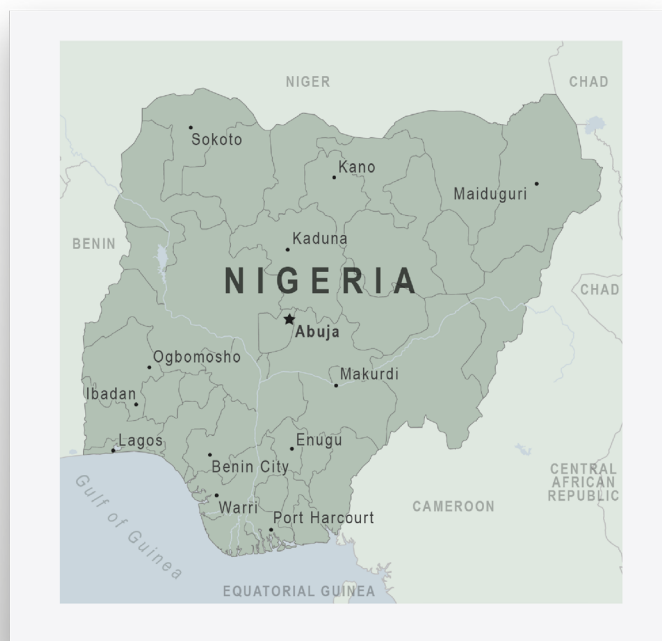 NIGER
CHAD
Sokoto
Kano
Maiduguri
BENIN
Kaduna
NIGERIA
CHAD
Abuja
Ogbomosho
Makurdi
Ibadan
Lagos
Enugu
Benin City
CENTRAL
AFRICAN
REPUBLIC
Gulf of Guinea
Warri
CAMEROON
Port Harcourt
EQUATORIAL GUINEA